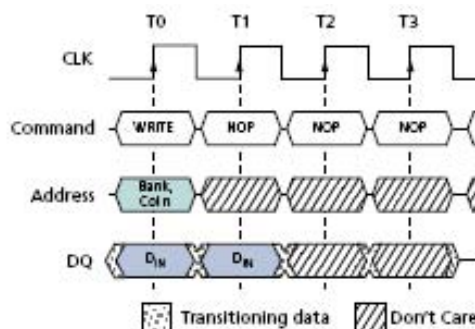 T0 T1 T2 T3
CLK
Command WRITE NOP NOP NOP
Address Bank,
Col n
DQ DIN DIN
Transitioning data Don't Care